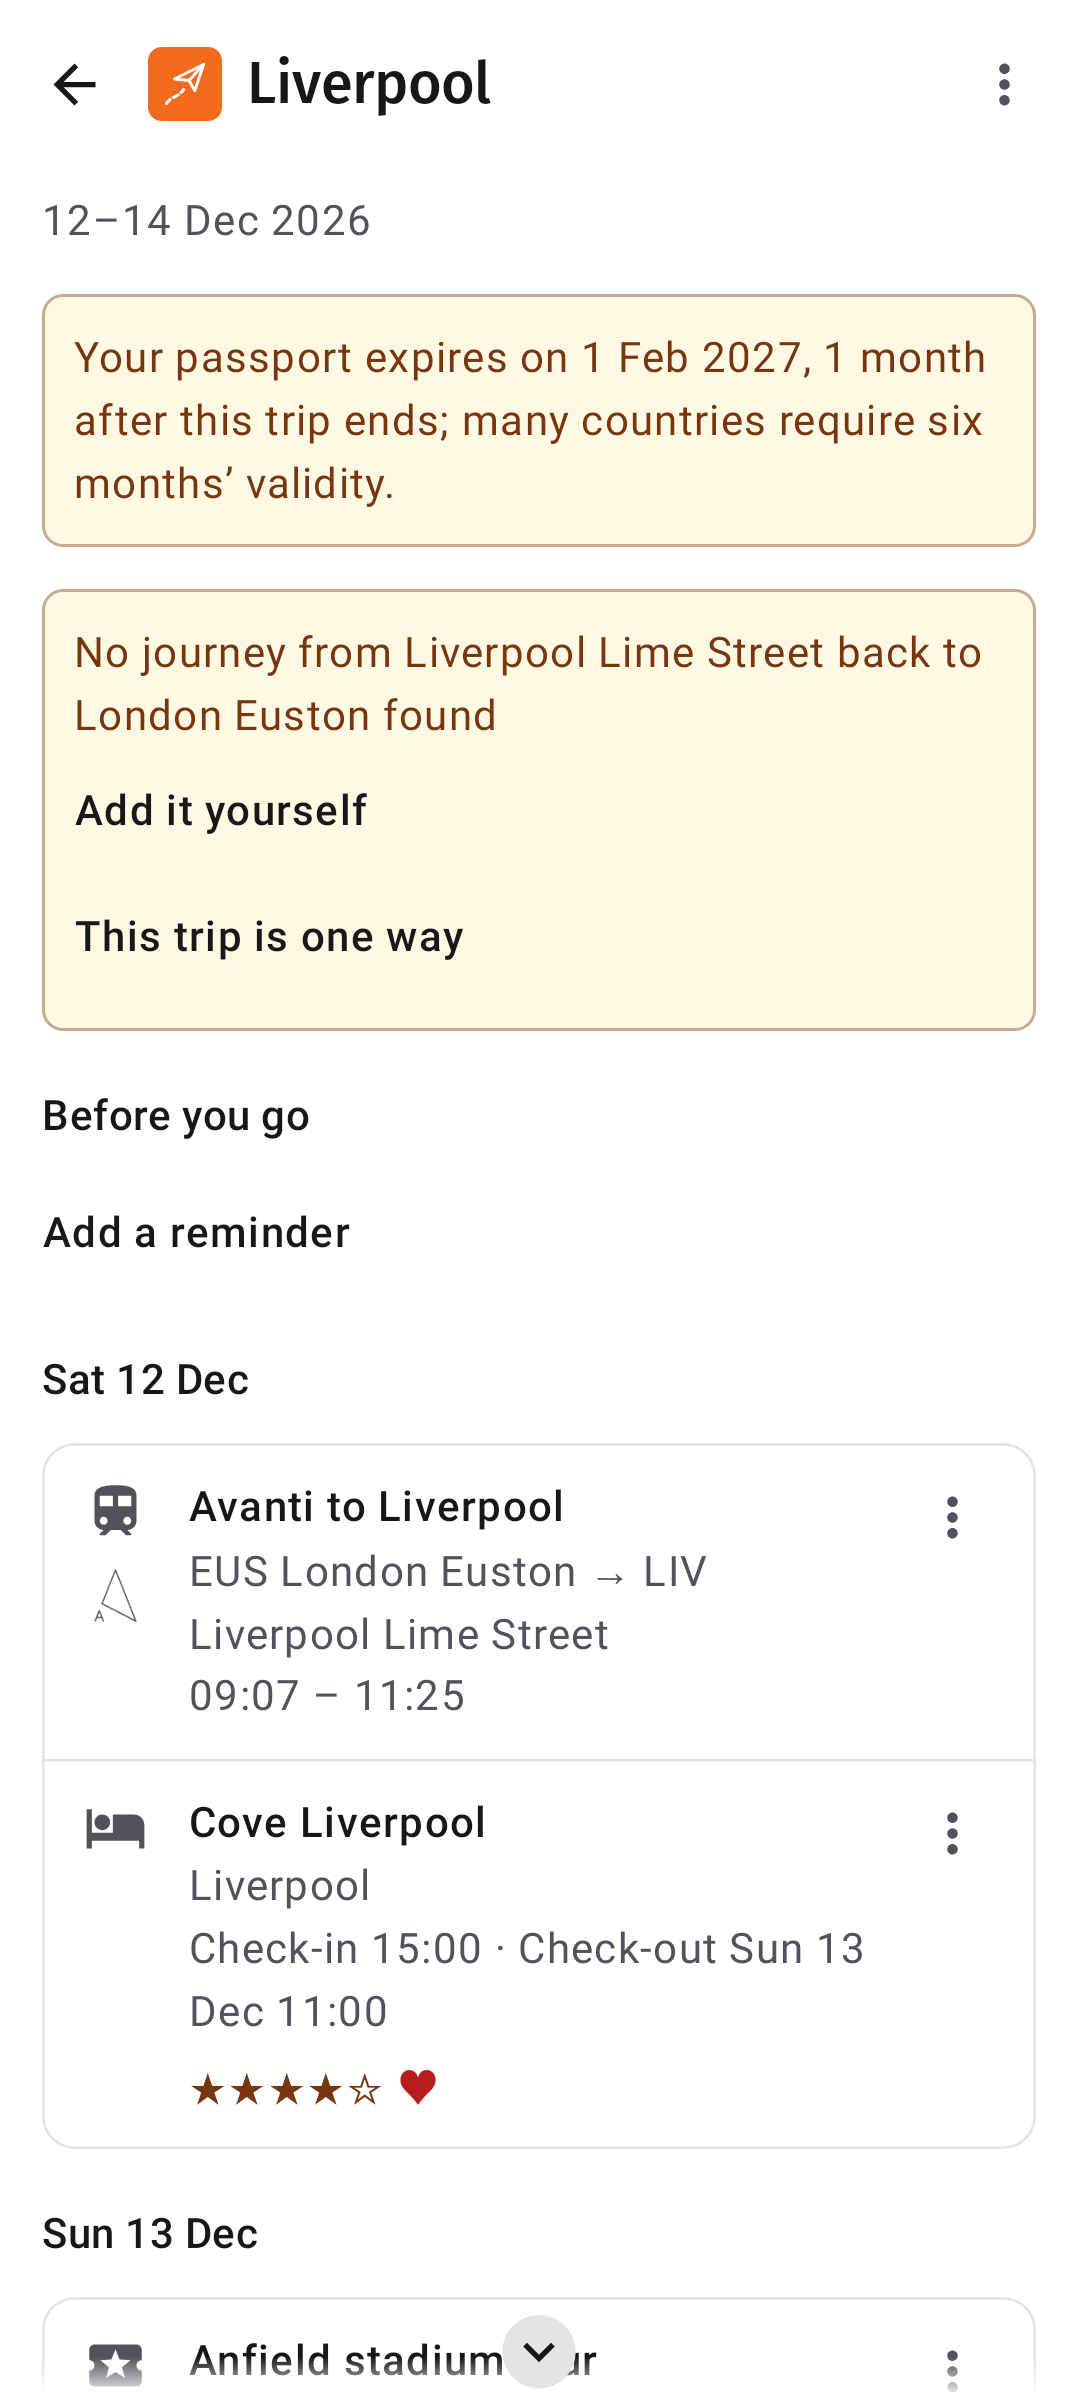 Liverpool
12–14 Dec 2026
Your passport expires on 1 Feb 2027, 1 month
after this trip ends; many countries require six
months’ validity.
No journey from Liverpool Lime Street back to
London Euston found
Add it yourself
This trip is one way
Before you go
Add a reminder
Sat 12 Dec
Avanti to Liverpool
EUS London Euston → LIV
Liverpool Lime Street
09:07 – 11:25
Cove Liverpool
Liverpool
Check-in 15:00 · Check-out Sun 13
Dec 11:00
★★★★☆ ♥
Sun 13 Dec
Anfield stadium